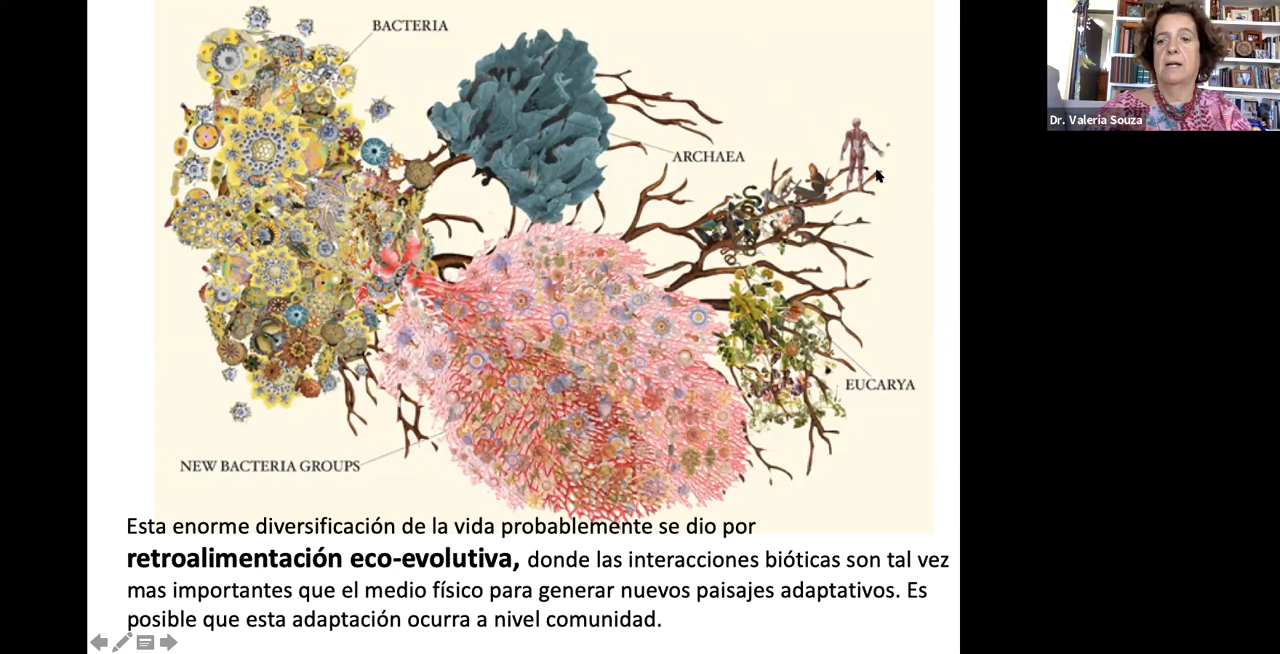 BACTERIA
Dr. Valeria Souza
ARCHAEA
EUCARYA
NEW BACTERIA GROUPS
Esta enorme diversificación de la vida probablemente se dio por
retroalimentación eco-evolutiva, donde las interacciones bióticas son tal vez
mas importantes que el medio físico para generar nuevos paisajes adaptativos. Es
posible que esta adaptación ocurra a nivel comunidad.